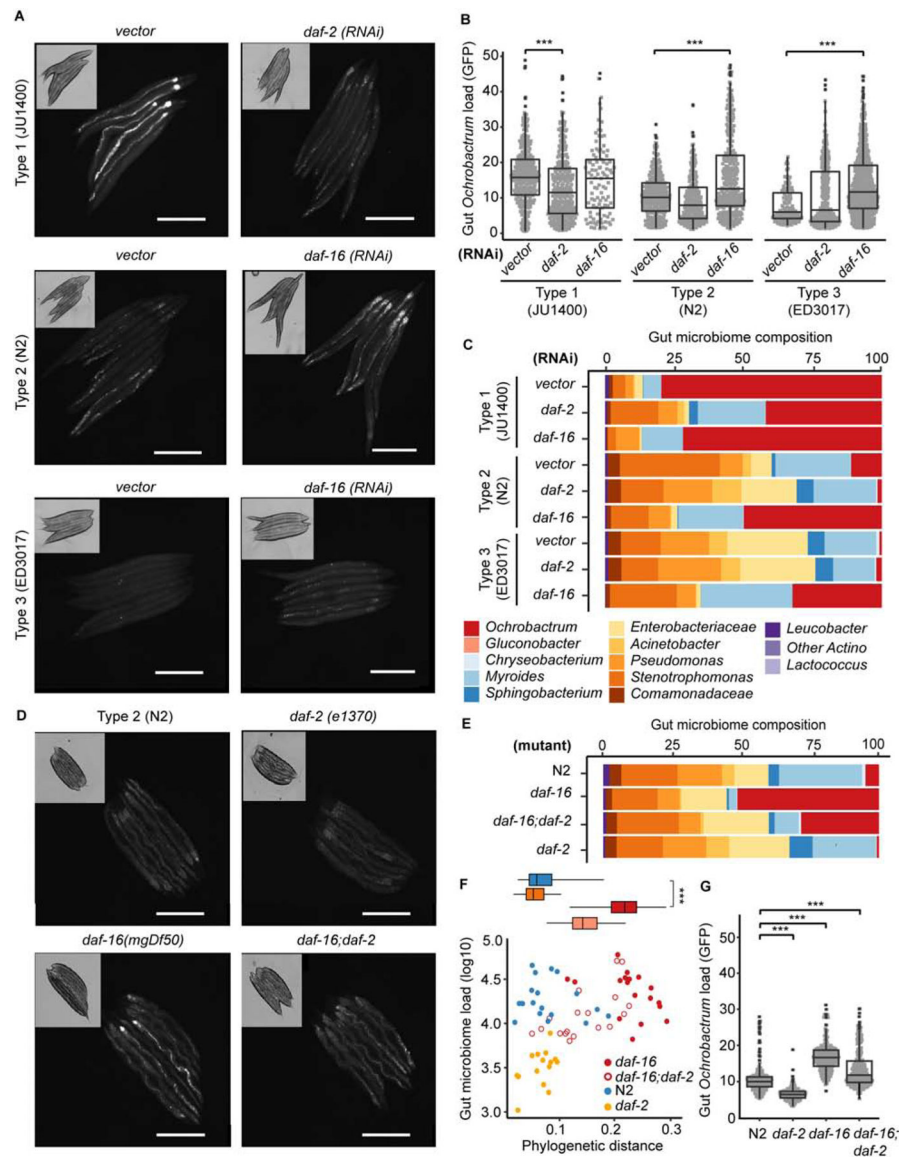 A
vector
daf-2 (RNAi)
Type 1 (JU1400)
vector
daf-16 (RNAi)
Type 2 (N2)
vector
daf-16 (RNAi)
Type 3 (ED3017)
B
Gut Ochrobactrum load (GFP)
50
40
30
20
10
0
***
***
***
(RNAi)
vector
daf-2
daf-16
vector
daf-2
daf-16
vector
daf-2
daf-16
Type 1
(JU1400)
Type 2
(N2)
Type 3
(ED3017)
C
Gut microbiome composition
(RNAi)
0 25 50 75 100
Type 1
(JU1400)
vector
daf-2
daf-16
Type 2
(N2)
vector
daf-2
daf-16
Type 3
(ED3017)
vector
daf-2
daf-16
Ochrobactrum
Gluconobacter
Chryseobacterium
Myroides
Sphingobacterium
Enterobacteriaceae
Acinetobacter
Pseudomonas
Stenotrophomonas
Comamonadaceae
Leucobacter
Other Actino
Lactococcus
D
Type 2 (N2)
daf-2 (e1370)
daf-16(mgDf50)
daf-16;daf-2
E
Gut microbiome composition
(mutant)
0 25 50 75 100
N2
daf-16
daf-16;daf-2
daf-2
F
***
Gut microbiome load (log10)
5.0
4.5
4.0
3.5
3.0
daf-16
daf-16;daf-2
N2
daf-2
0.1 0.2 0.3
Phylogenetic distance
G
Gut Ochrobactrum load (GFP)
50
40
30
20
10
0
***
***
***
N2 daf-2 daf-16 daf-16;
daf-2